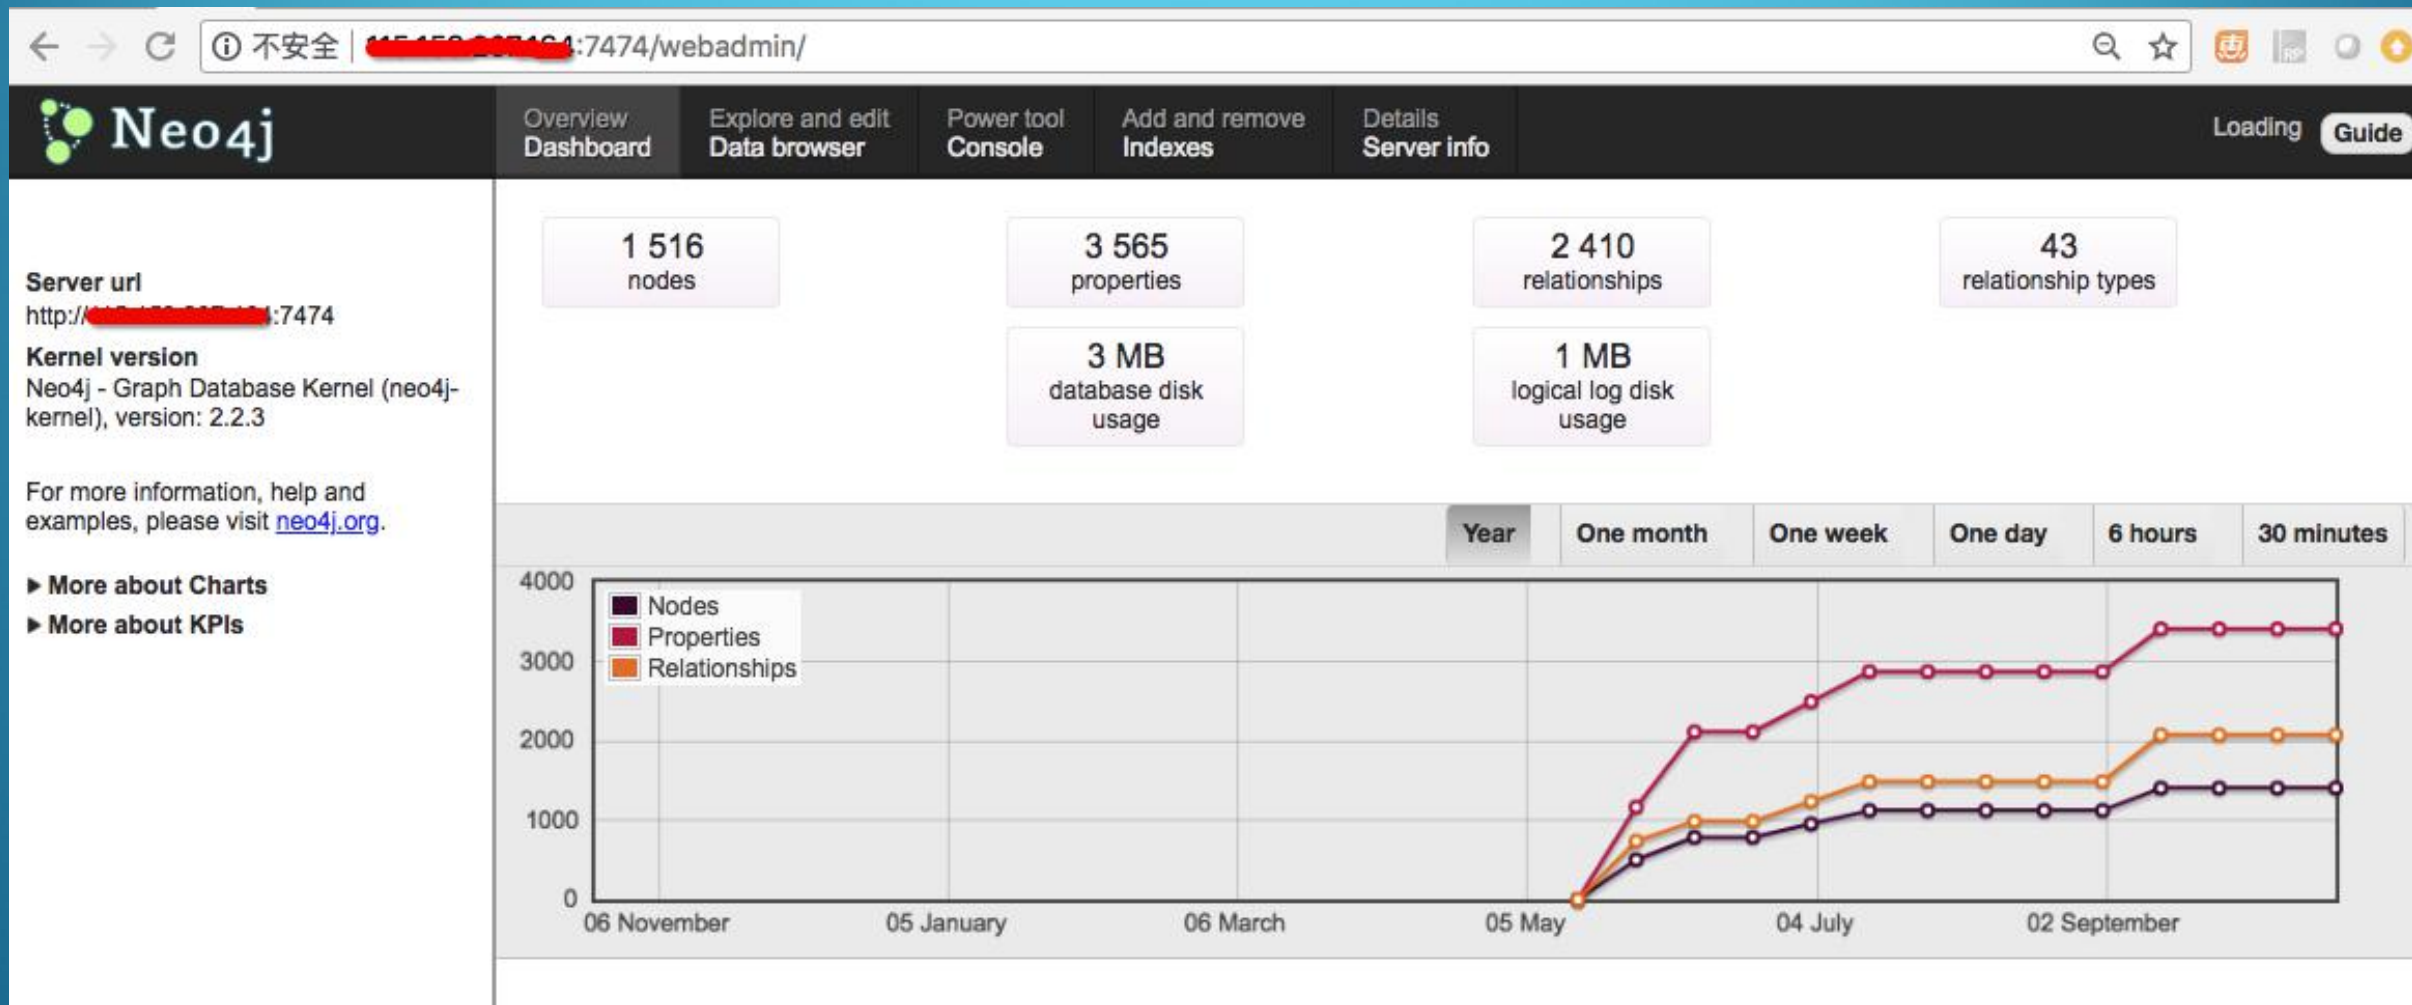 不安全 :7474/webadmin/
Neo4j
Overview
Dashboard
Explore and edit
Data browser
Power tool
Console
Add and remove
Indexes
Details
Server info
Loading
Guide
Server url
http:// :7474
Kernel version
Neo4j - Graph Database Kernel (neo4j-
kernel), version: 2.2.3
For more information, help and
examples, please visit neo4j.org.
More about Charts
More about KPIs
1 516
nodes
3 565
properties
2 410
relationships
43
relationship types
3 MB
database disk
usage
1 MB
logical log disk
usage
Year One month One week One day 6 hours 30 minutes
4000
3000
2000
1000
0
Nodes
Properties
Relationships
06 November 05 January 06 March 05 May 04 July 02 September